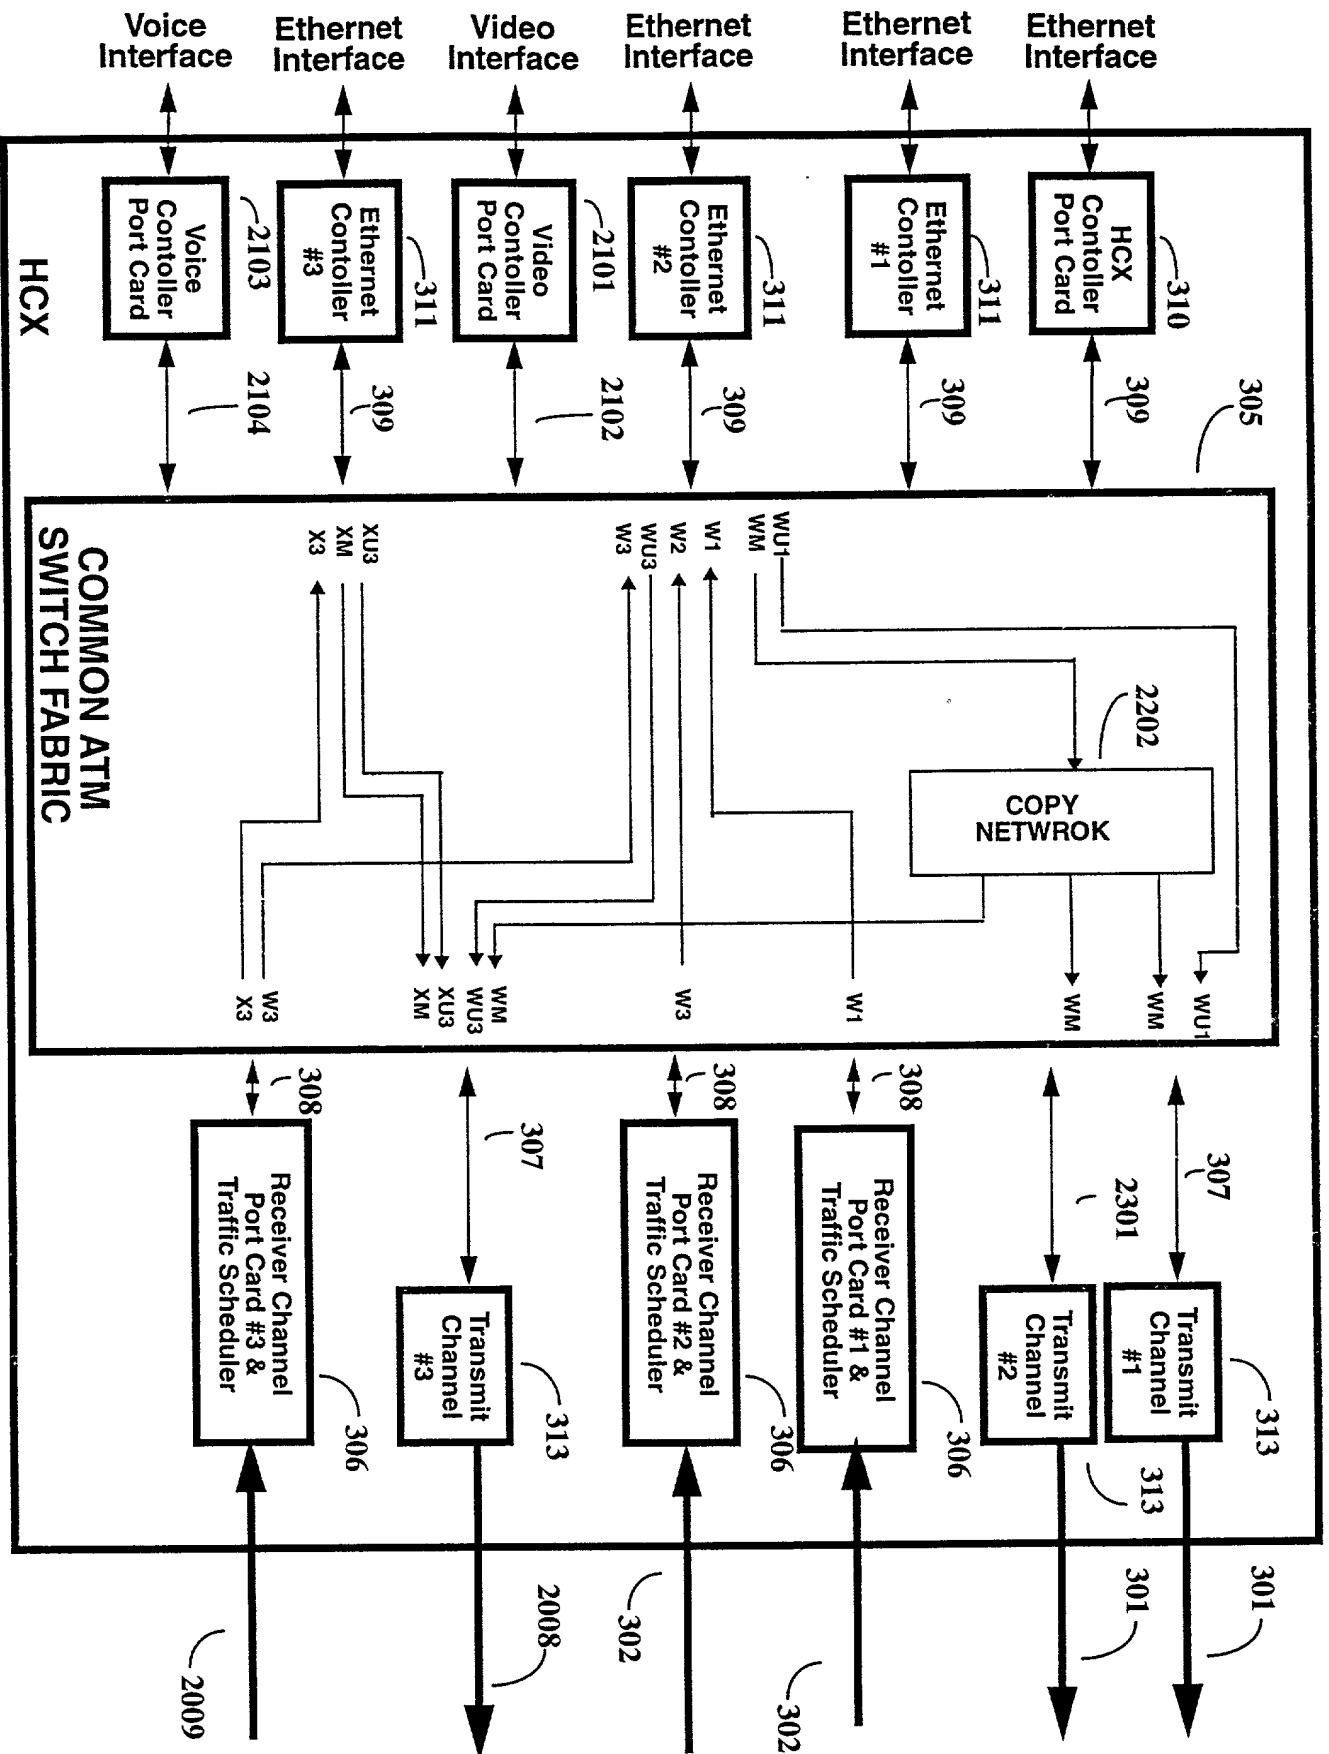 Voice
Interface
Ethernet
Interface
Video
Interface
Ethernet
Interface
Ethernet
Interface
Ethernet
Interface
HCX
Contoller
Port Card
310
309
Ethernet
Contoller
#1
311
309
Ethernet
Contoller
#2
311
309
Video
Contoller
Port Card
2101
2102
Ethernet
Contoller
#3
311
309
Voice
Contoller
Port Card
2103
2104
HCX
305
WU1
WM
W1
W2
WU3
W3
XU3
XM
X3
2202
COPY
NETWROK
WU1
WM
WM
W1
W3
WM
WU3
XU3
XM
W3
X3
COMMON ATM
SWITCH FABRIC
307
2301
308
308
307
308
Transmit
Channel
#1
313
301
Transmit
Channel
#2
313
301
Receiver Channel
Port Card #1 &
Traffic Scheduler
306
302
Receiver Channel
Port Card #2 &
Traffic Scheduler
306
302
Transmit
Channel
#3
313
2008
Receiver Channel
Port Card #3 &
Traffic Scheduler
306
2009